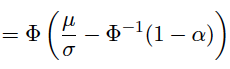 = Φ ( μ/σ − Φ⁻¹(1 − α) )